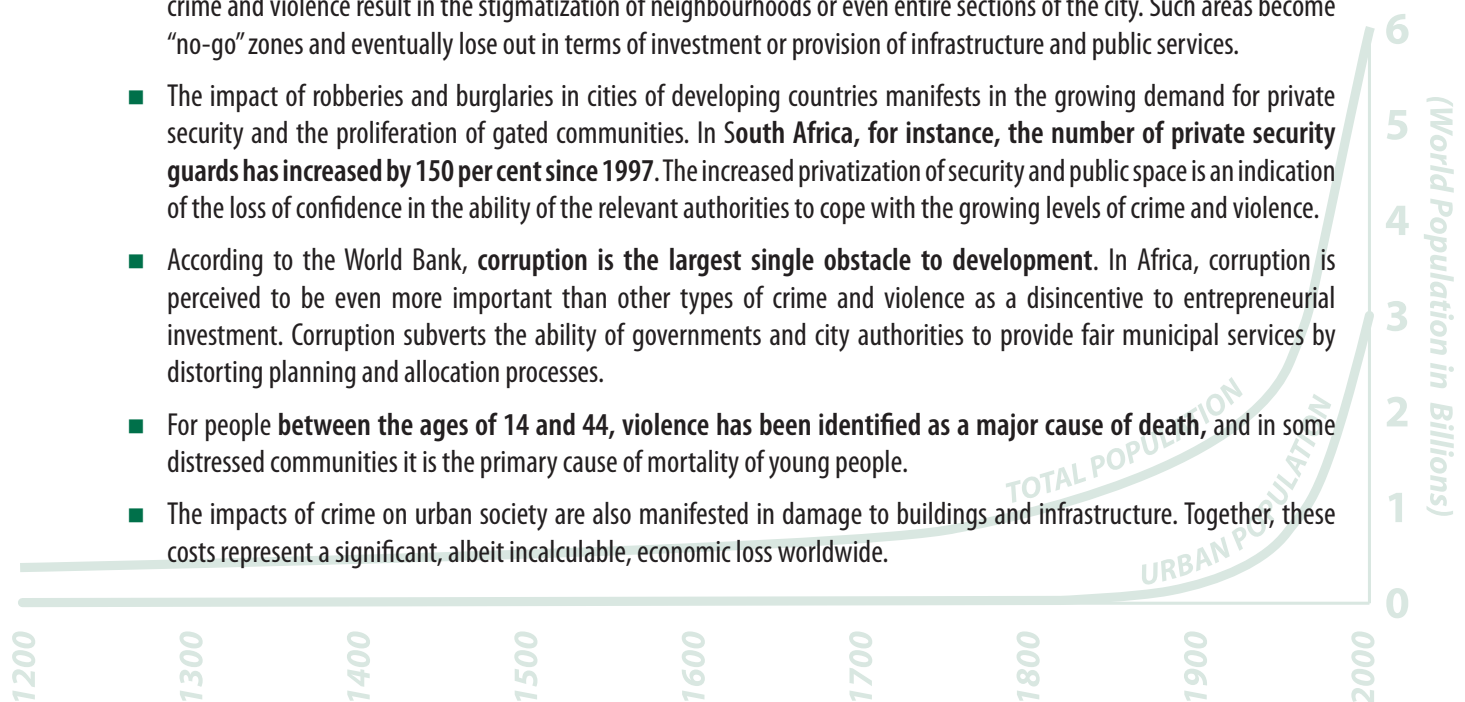 crime and violence result in the stigmatization of neighbourhoods or even entire sections of the city. Such areas become
“no-go” zones and eventually lose out in terms of investment or provision of infrastructure and public services.
■ The impact of robberies and burglaries in cities of developing countries manifests in the growing demand for private
security and the proliferation of gated communities. In South Africa, for instance, the number of private security
guards has increased by 150 per cent since 1997. The increased privatization of security and public space is an indication
of the loss of confidence in the ability of the relevant authorities to cope with the growing levels of crime and violence.
■ According to the World Bank, corruption is the largest single obstacle to development. In Africa, corruption is
perceived to be even more important than other types of crime and violence as a disincentive to entrepreneurial
investment. Corruption subverts the ability of governments and city authorities to provide fair municipal services by
distorting planning and allocation processes.
■ For people between the ages of 14 and 44, violence has been identified as a major cause of death, and in some
distressed communities it is the primary cause of mortality of young people.
■ The impacts of crime on urban society are also manifested in damage to buildings and infrastructure. Together, these
costs represent a significant, albeit incalculable, economic loss worldwide.
TOTAL POPULATION
URBAN POPULATION
6
5
4
3
2
1
0
(World Population in Billions)
1200
1300
1400
1500
1600
1700
1800
1900
2000